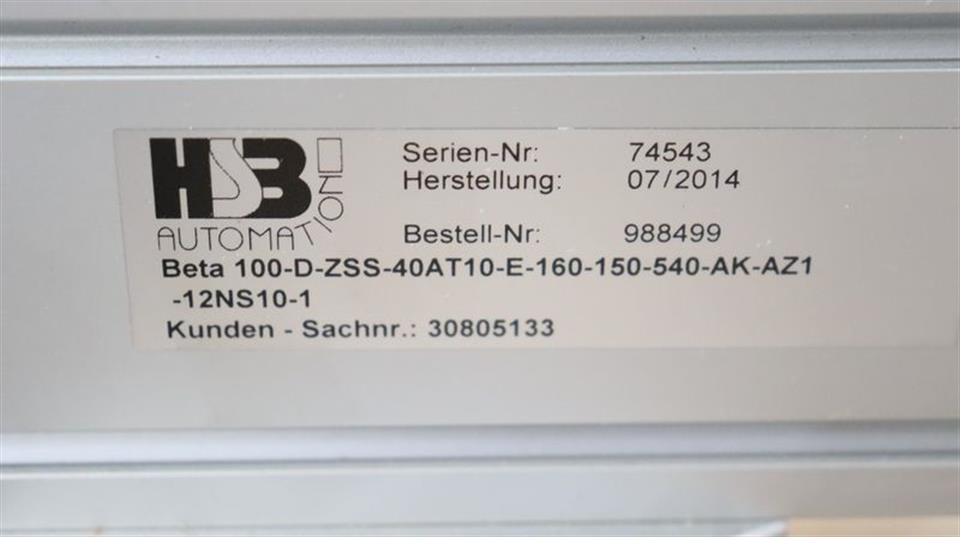 HSB
AUTOMATION
Serien-Nr: 74543
Herstellung: 07/2014
Bestell-Nr: 988499
Beta 100-D-ZSS-40AT10-E-160-150-540-AK-AZ1
-12NS10-1
Kunden - Sachnr.: 30805133